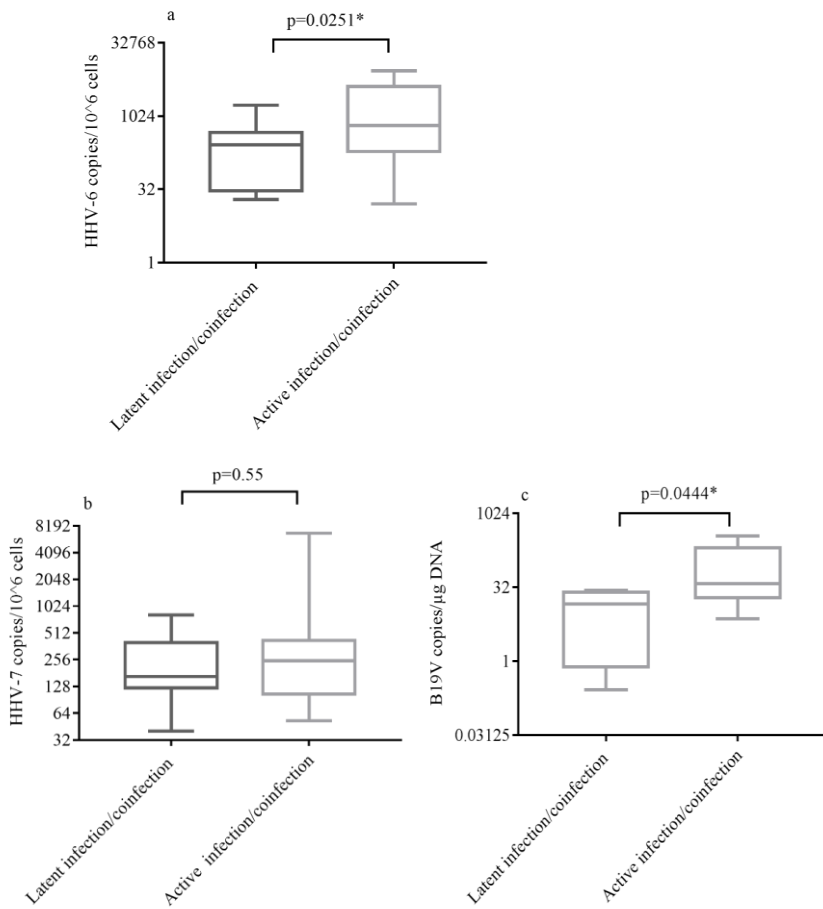 a
p=0.0251*
32768
1024
32
1
HHV-6 copies/10^6 cells
Latent infection/coinfection
Active infection/coinfection
b
p=0.55
8192
4096
2048
1024
512
256
128
64
32
HHV-7 copies/10^6 cells
Latent infection/coinfection
Active infection/coinfection
c
p=0.0444*
1024
32
1
0.03125
B19V copies/µg DNA
Latent infection/coinfection
Active infection/coinfection